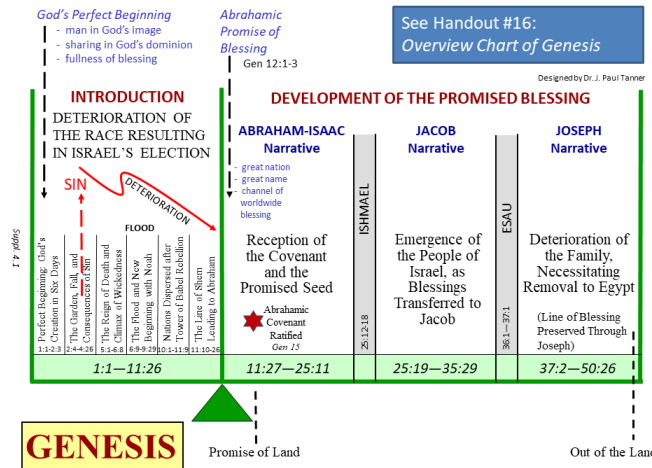 God's Perfect Beginning
- man in God's image
- sharing in God's dominion
- fullness of blessing
Abrahamic
Promise of
Blessing
Gen 12:1-3
See Handout #16:
Overview Chart of Genesis
Designed by Dr. J. Paul Tanner
INTRODUCTION
DETERIORATION OF
THE RACE RESULTING
IN ISRAEL'S ELECTION
SIN
DETERIORATION
FLOOD
Suppl 4.1
Perfect Beginning: God's
Creation in Six Days
1:1-2:3
The Garden, Fall, and
Consequences of Sin
2:4-4:26
The Reign of Death and
Climax of Wickedness
5:1-6:8
The Flood and New
Beginning with Noah
6:9-9:29
Nations Dispersed after
Tower of Babel Rebelion
10:1-11:9
The Line of Shem
Leading to Abraham
11:10-26
DEVELOPMENT OF THE PROMISED BLESSING
ABRAHAM-ISAAC
Narrative
- great nation
- great name
- channel of
worldwide
blessing
Reception of
the Covenant
and the
Promised Seed
Abrahamic
Covenant
Ratified
Gen 15
ISHMAEL
25:12-18
JACOB
Narrative
Emergence of
the People of
Israel, as
Blessings
Transferred to
Jacob
ESAU
36:1—37:1
JOSEPH
Narrative
Deterioration of
the Family,
Necessitating
Removal to Egypt
(Line of Blessing
Preserved Through
Joseph)
1:1—11:26
11:27—25:11
25:19—35:29
37:2—50:26
GENESIS
Promise of Land
Out of the Land